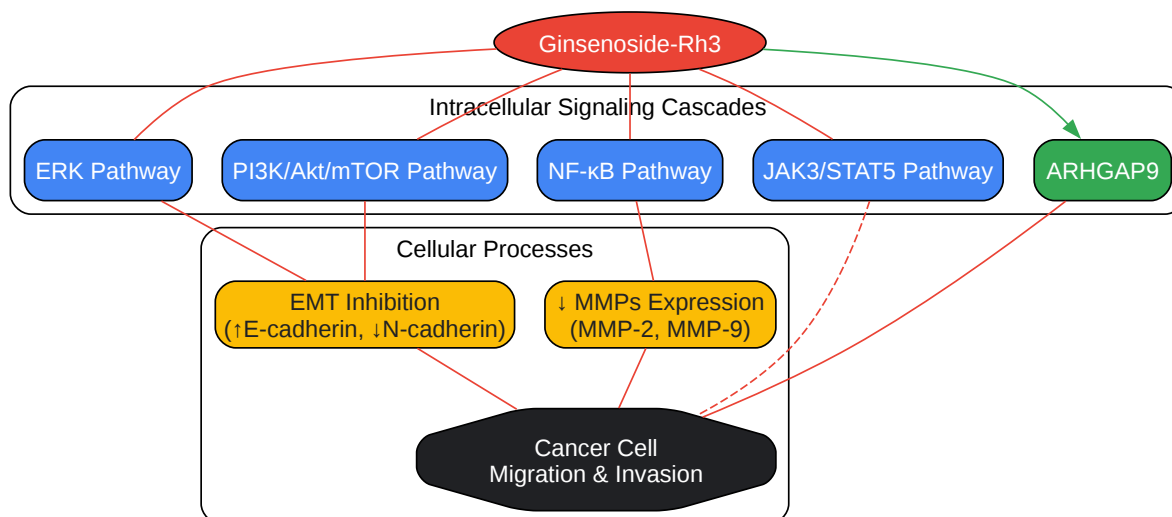 Ginsenoside-Rh3
Intracellular Signaling Cascades
ERK Pathway
PI3K/Akt/mTOR Pathway
NF-κB Pathway
JAK3/STAT5 Pathway
ARHGAP9
Cellular Processes
EMT Inhibition
(↑E-cadherin, ↓N-cadherin)
↓ MMPs Expression
(MMP-2, MMP-9)
Cancer Cell
Migration & Invasion